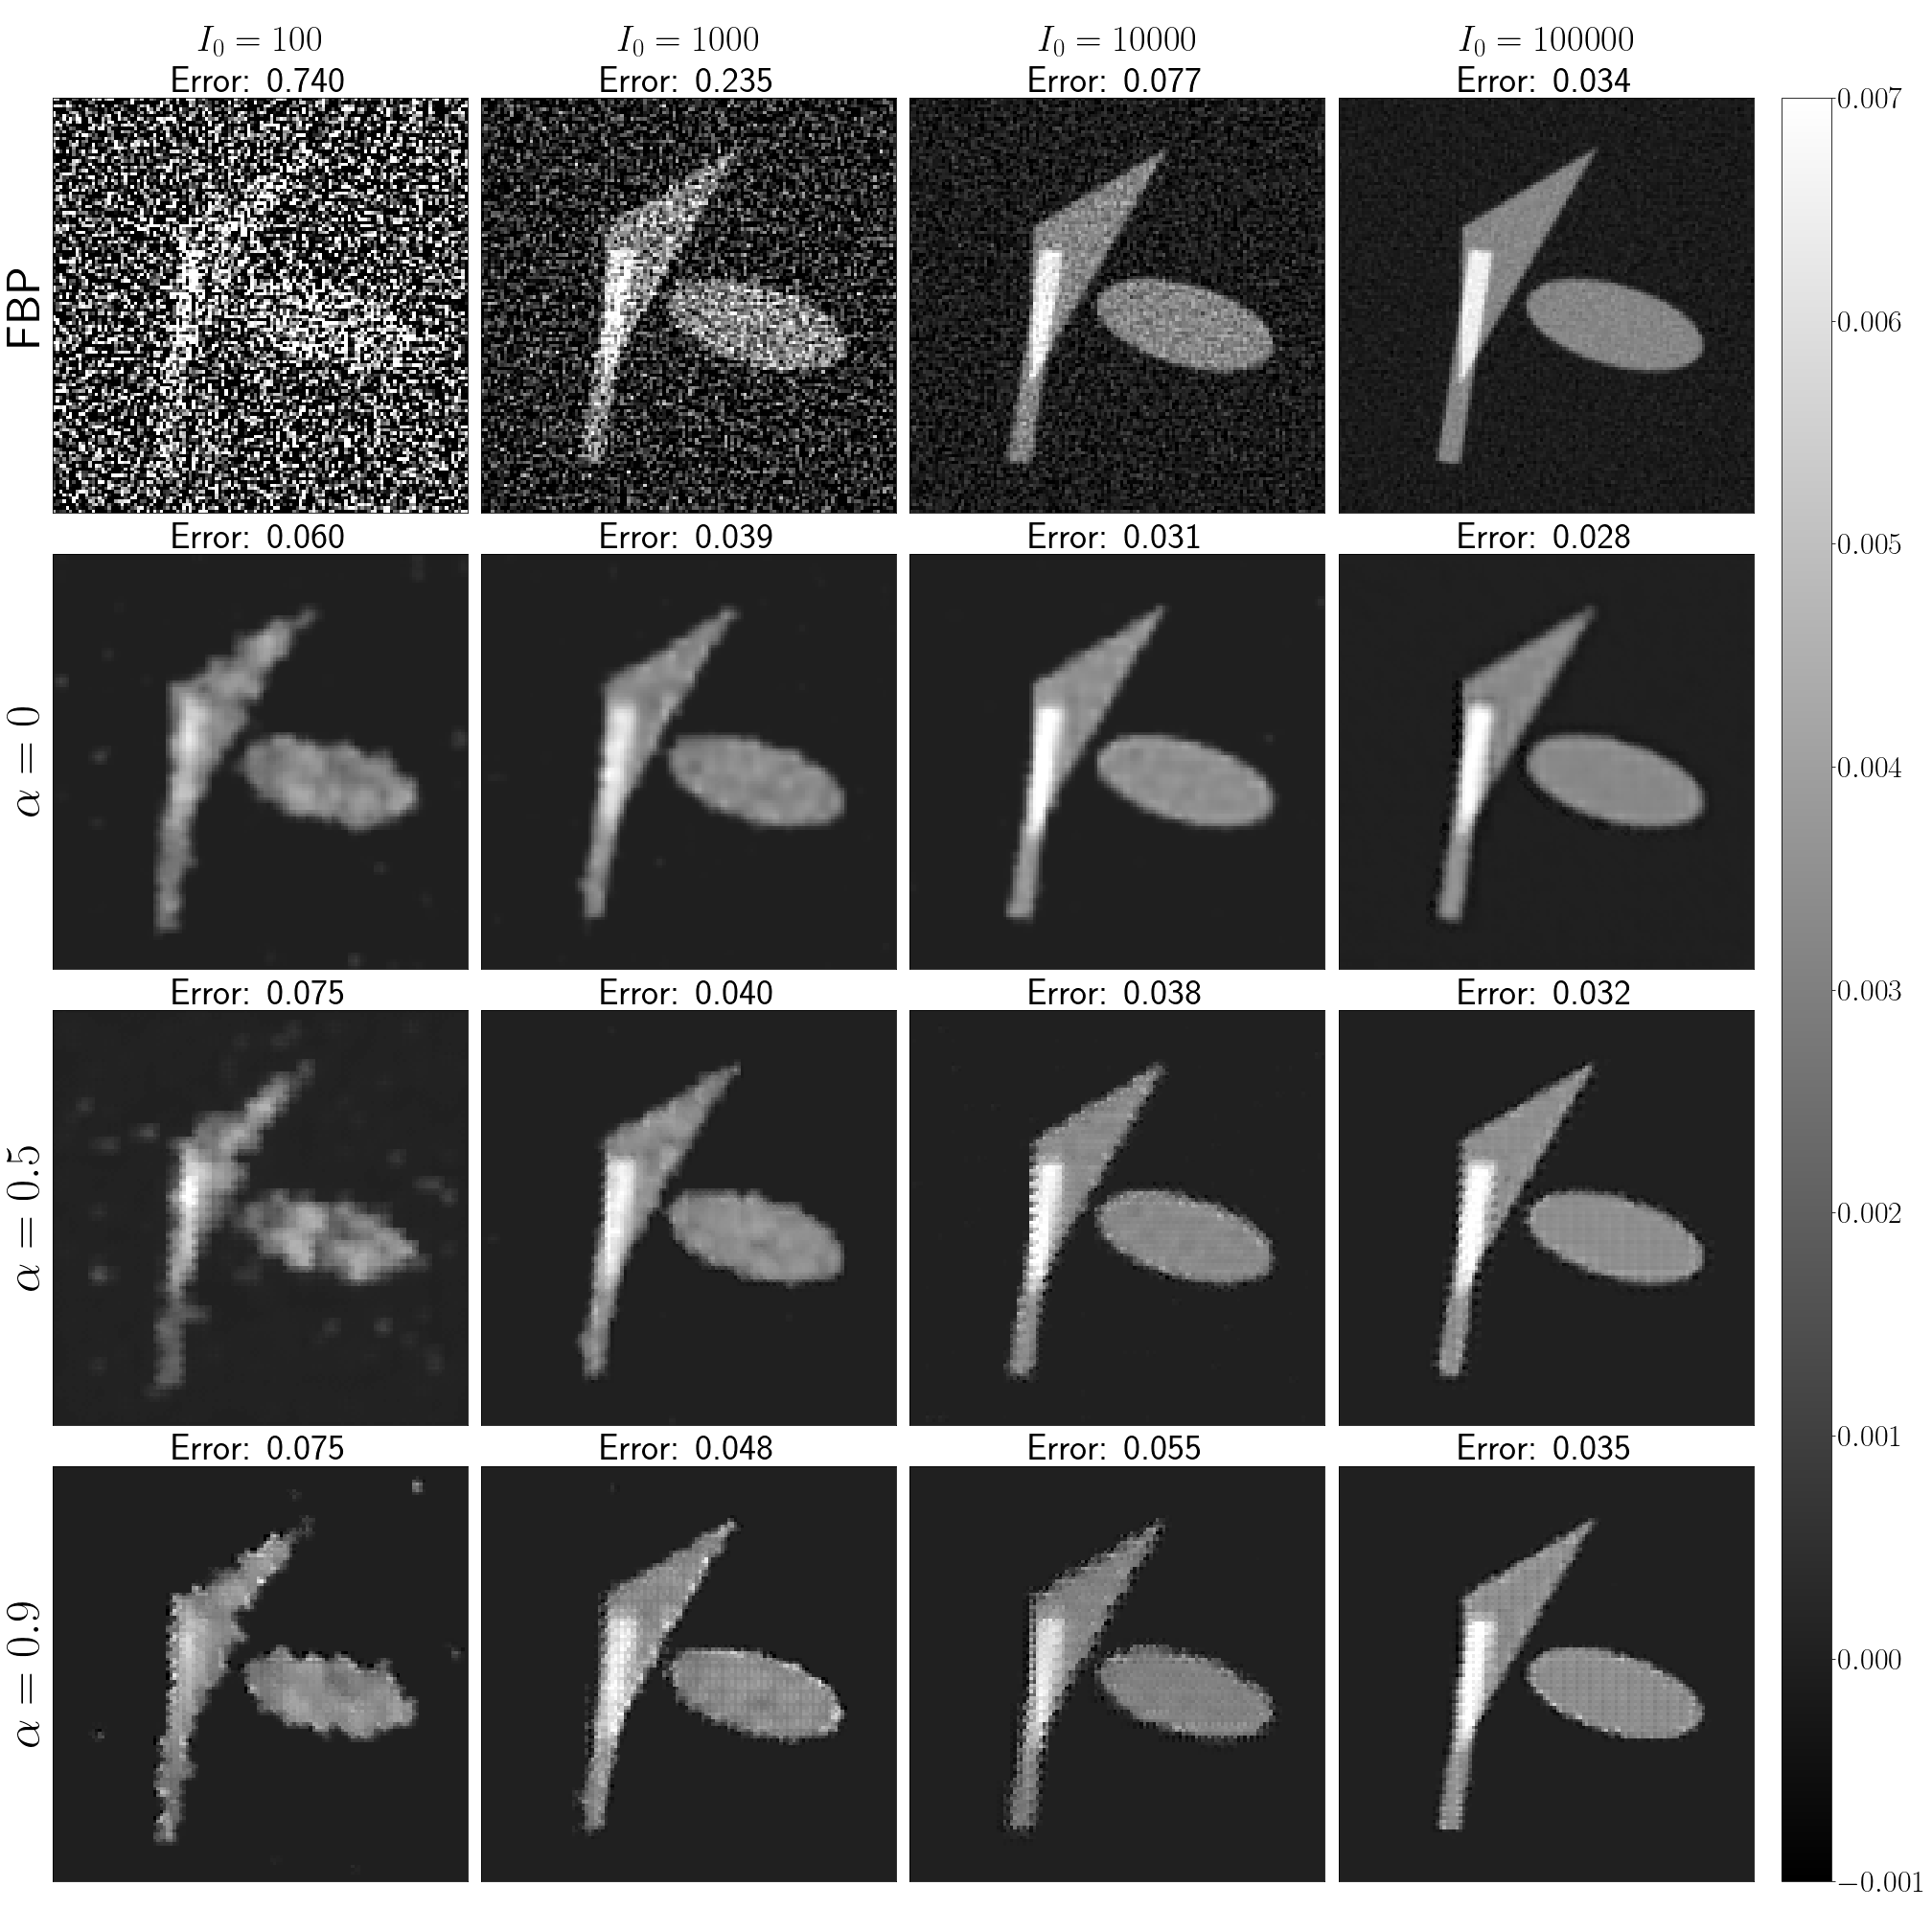 I₀ = 100 I₀ = 1000 I₀ = 10000 I₀ = 100000
Error: 0.740 Error: 0.235 Error: 0.077 Error: 0.034
FBP
Error: 0.060 Error: 0.039 Error: 0.031 Error: 0.028
α = 0
Error: 0.075 Error: 0.040 Error: 0.038 Error: 0.032
α = 0.5
Error: 0.075 Error: 0.048 Error: 0.055 Error: 0.035
α = 0.9
0.007
0.006
0.005
0.004
0.003
0.002
0.001
0.000
−0.001